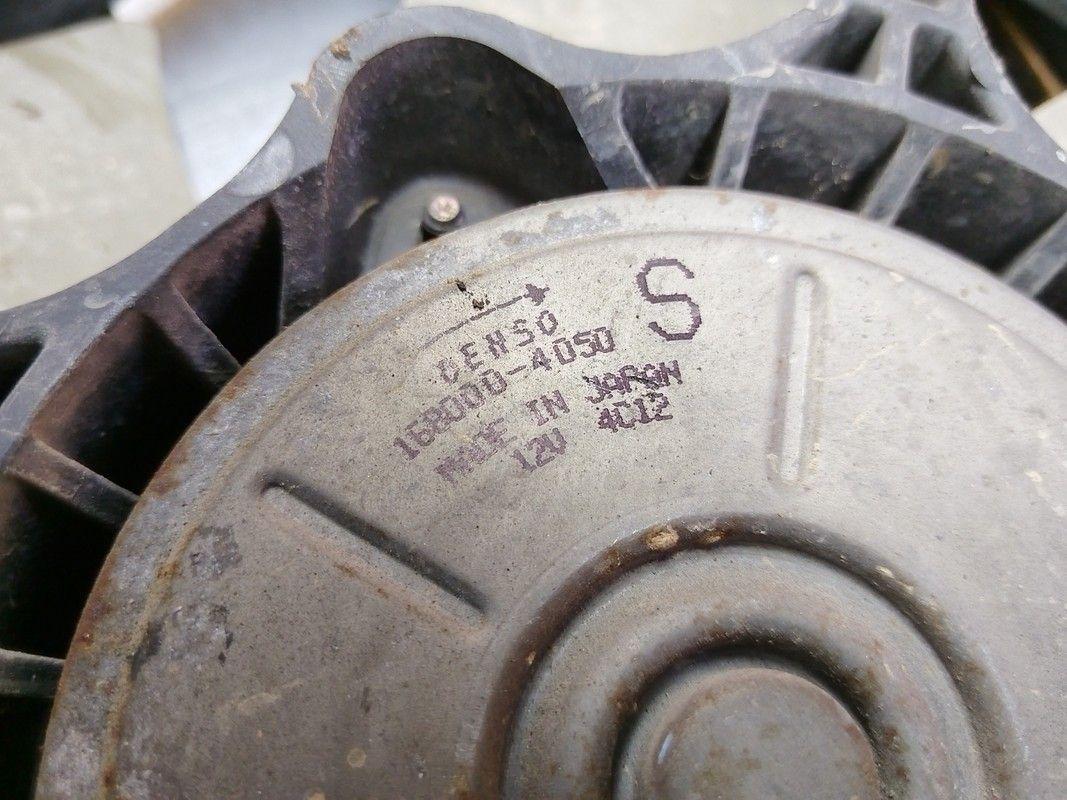 S
DENSO
168000-4050
MADE IN JAPAN
12V 4C12